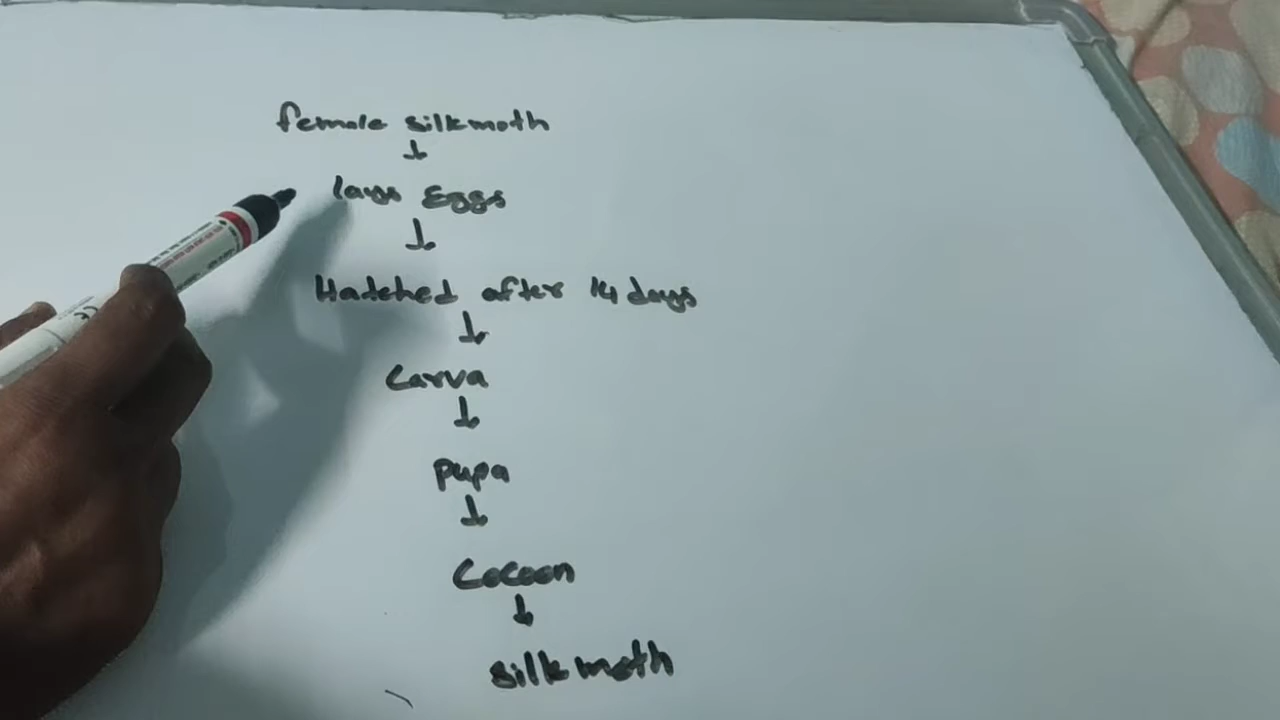 female silkmoth
↓
lays Eggs
↓
Hatched after 14 days
↓
Larva
↓
pupa
↓
Cocoon
↓
silkmoth